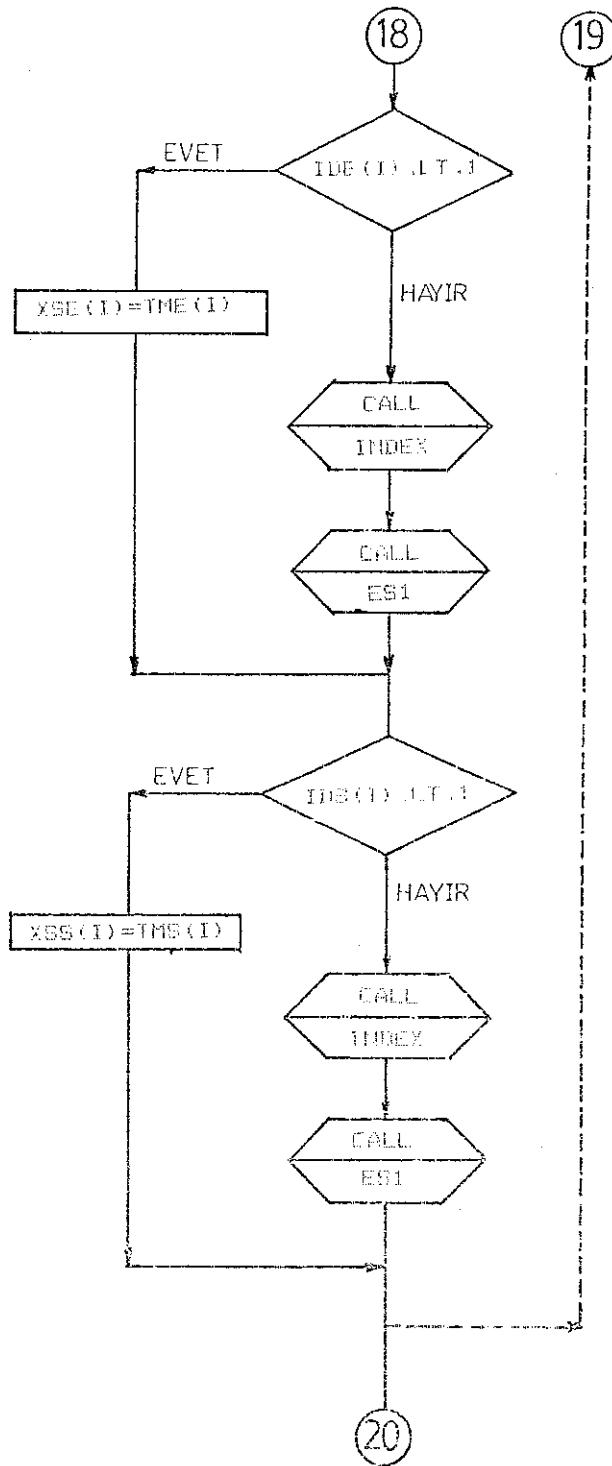 18
19
EVET
IDE(I).LT.1
HAYIR
XSE(I)=TME(I)
CALL
INDEX
CALL
ES1
EVET
IDS(I).LT.1
HAYIR
XSS(I)=TMS(I)
CALL
INDEX
CALL
ES1
20